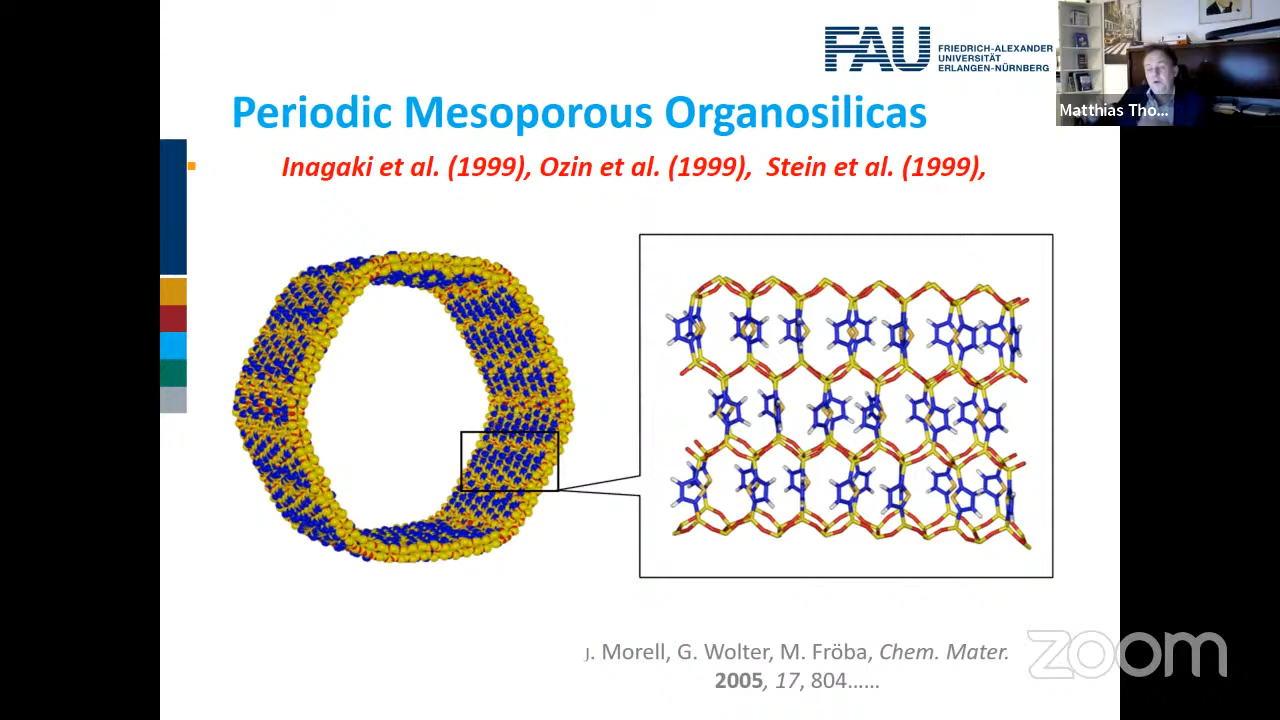 FAU FRIEDRICH-ALEXANDER
UNIVERSITÄT
ERLANGEN-NÜRNBERG
Matthias Tho...
Periodic Mesoporous Organosilicas
Inagaki et al. (1999), Ozin et al. (1999), Stein et al. (1999),
J. Morell, G. Wolter, M. Fröba, Chem. Mater.
2005, 17, 804......
zoom